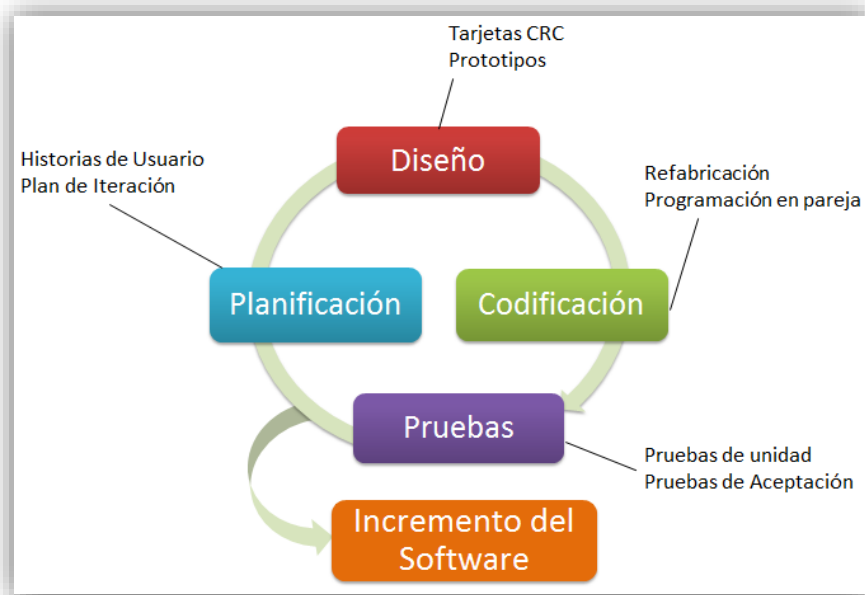 Tarjetas CRC
Prototipos
Diseño
Historias de Usuario
Plan de Iteración
Refabricación
Programación en pareja
Planificación
Codificación
Pruebas
Pruebas de unidad
Pruebas de Aceptación
Incremento del
Software